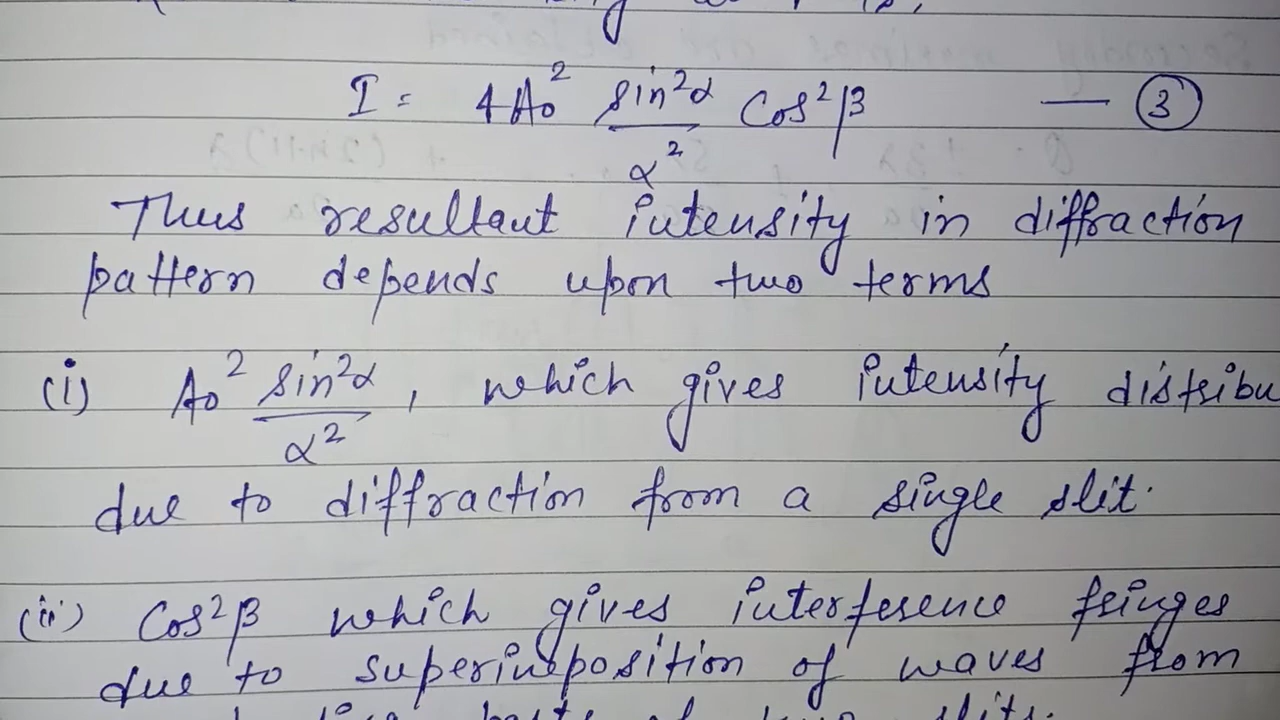 I = 4A₀² sin²α/α² Cos²β — ③
Thus resultant intensity in diffraction
pattern depends upon two terms
(i) A₀² sin²α/α², which gives intensity distribu
due to diffraction from a single slit.
(ii) Cos²β which gives interference fringes
due to superimposition of waves from
slits.